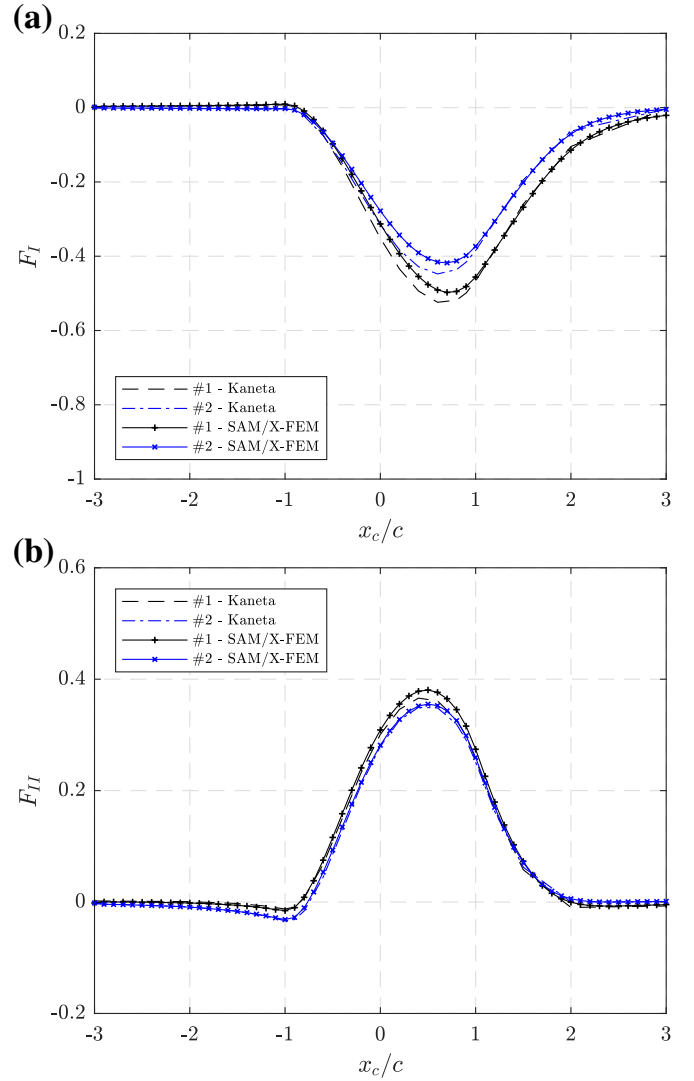 (a)
0.2
0
-0.2
-0.4
-0.6
-0.8
-1
F_I
#1 - Kaneta
#2 - Kaneta
#1 - SAM/X-FEM
#2 - SAM/X-FEM
-3 -2 -1 0 1 2 3
x_c/c
(b)
0.6
0.4
0.2
0
-0.2
F_{II}
#1 - Kaneta
#2 - Kaneta
#1 - SAM/X-FEM
#2 - SAM/X-FEM
-3 -2 -1 0 1 2 3
x_c/c